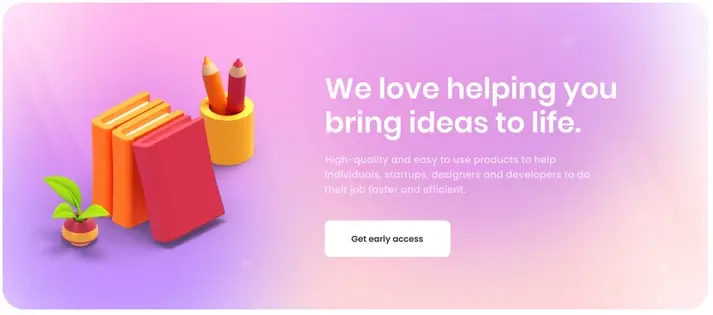 We love helping you
bring ideas to life.
High-quality and easy to use products to help
individuals, startups, designers and developers to do
their job faster and efficient.
Get early access